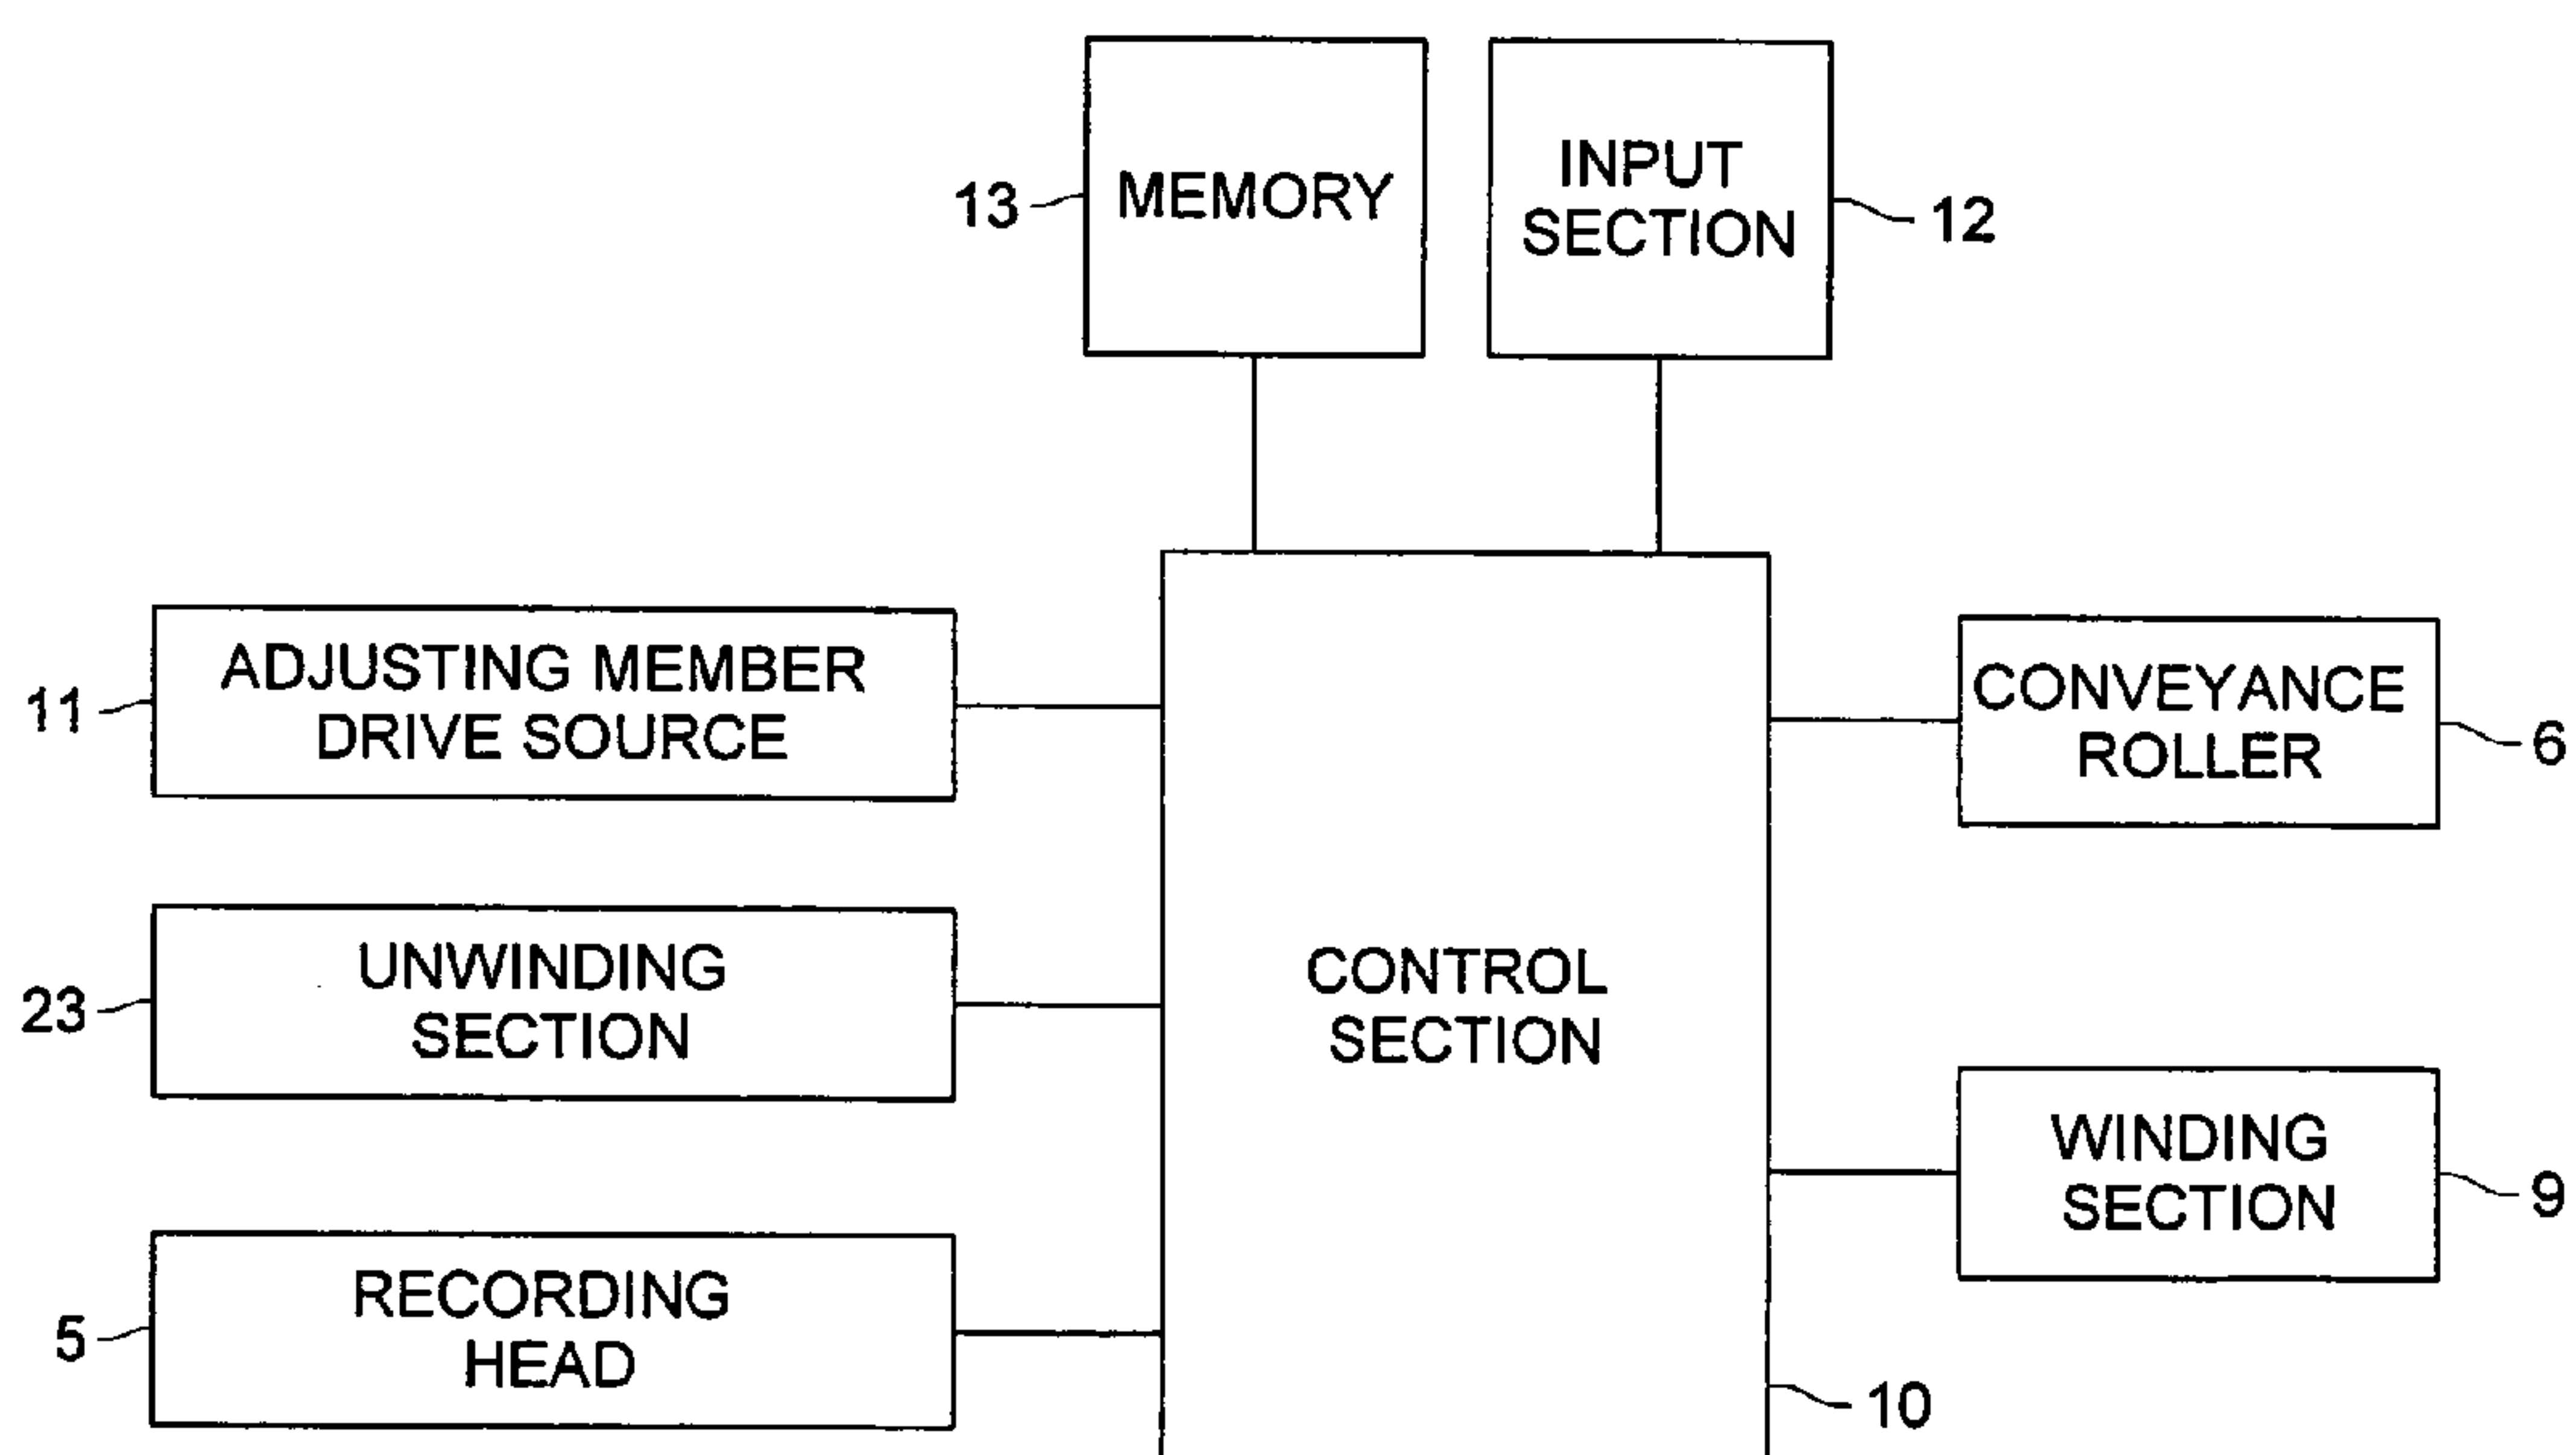 13
MEMORY
INPUT
SECTION
12
11
ADJUSTING MEMBER
DRIVE SOURCE
CONVEYANCE
ROLLER
6
23
UNWINDING
SECTION
CONTROL
SECTION
WINDING
SECTION
9
5
RECORDING
HEAD
10